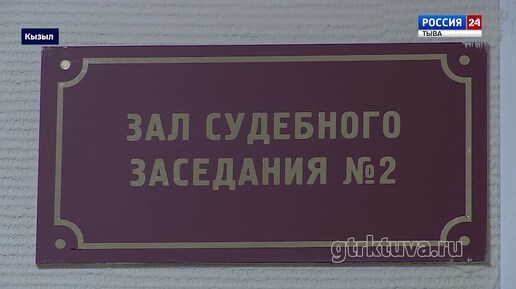 Кызыл
РОССИЯ 24
ТЫВА
ЗАЛ СУДЕБНОГО
ЗАСЕДАНИЯ №2
gtrktuva.ru